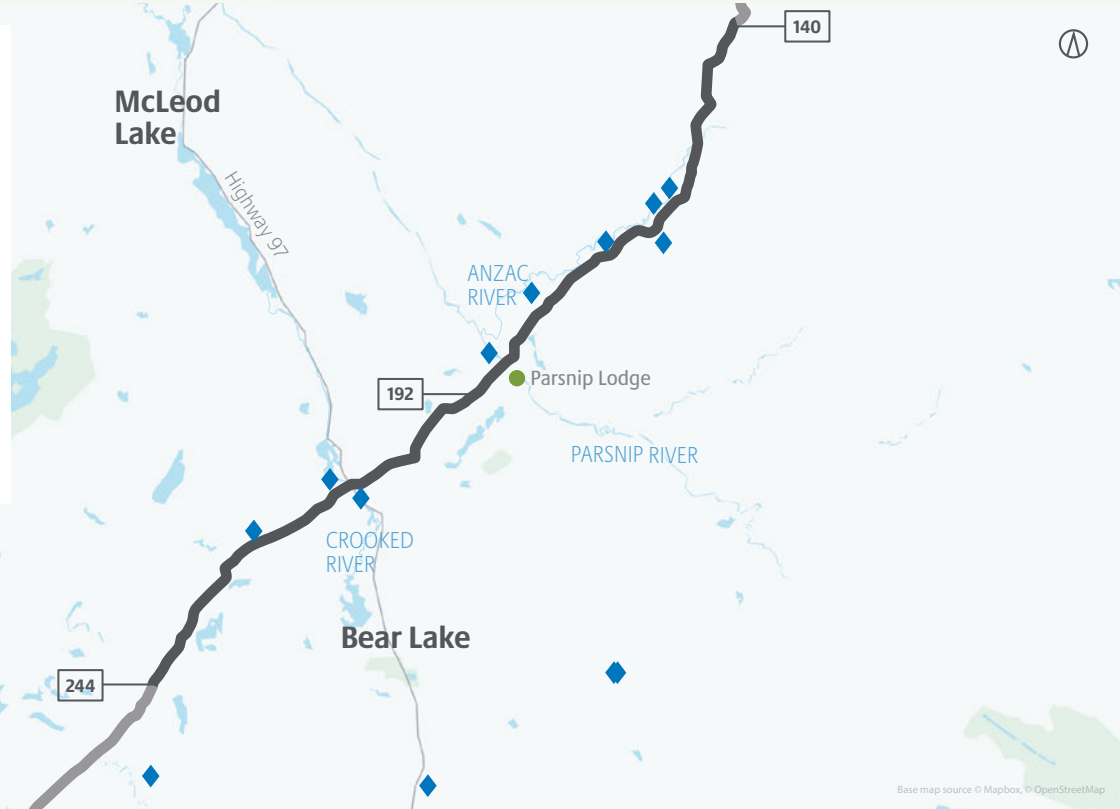 140
McLeod
Lake
Highway 97
ANZAC
RIVER
192
Parsnip Lodge
PARSNIP RIVER
CROOKED
RIVER
Bear Lake
244
Base map source © Mapbox, © OpenStreetMap